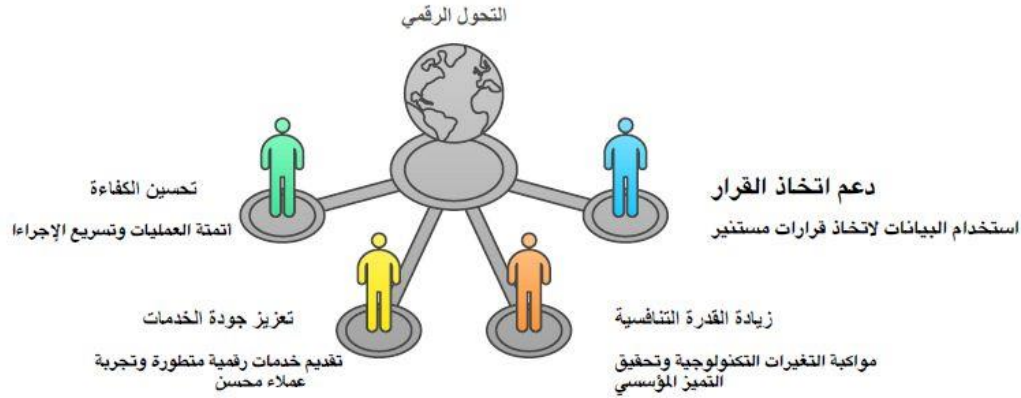 التحول الرقمي
دعم اتخاذ القرار
استخدام البيانات لاتخاذ قرارات مستنير
تحسين الكفاءة
أتمتة العمليات وتسريع الإجراءا
زيادة القدرة التنافسية
مواكبة التغيرات التكنولوجية وتحقيق
التميز المؤسسي
تعزيز جودة الخدمات
تقديم خدمات رقمية متطورة وتجربة
عملاء محسن